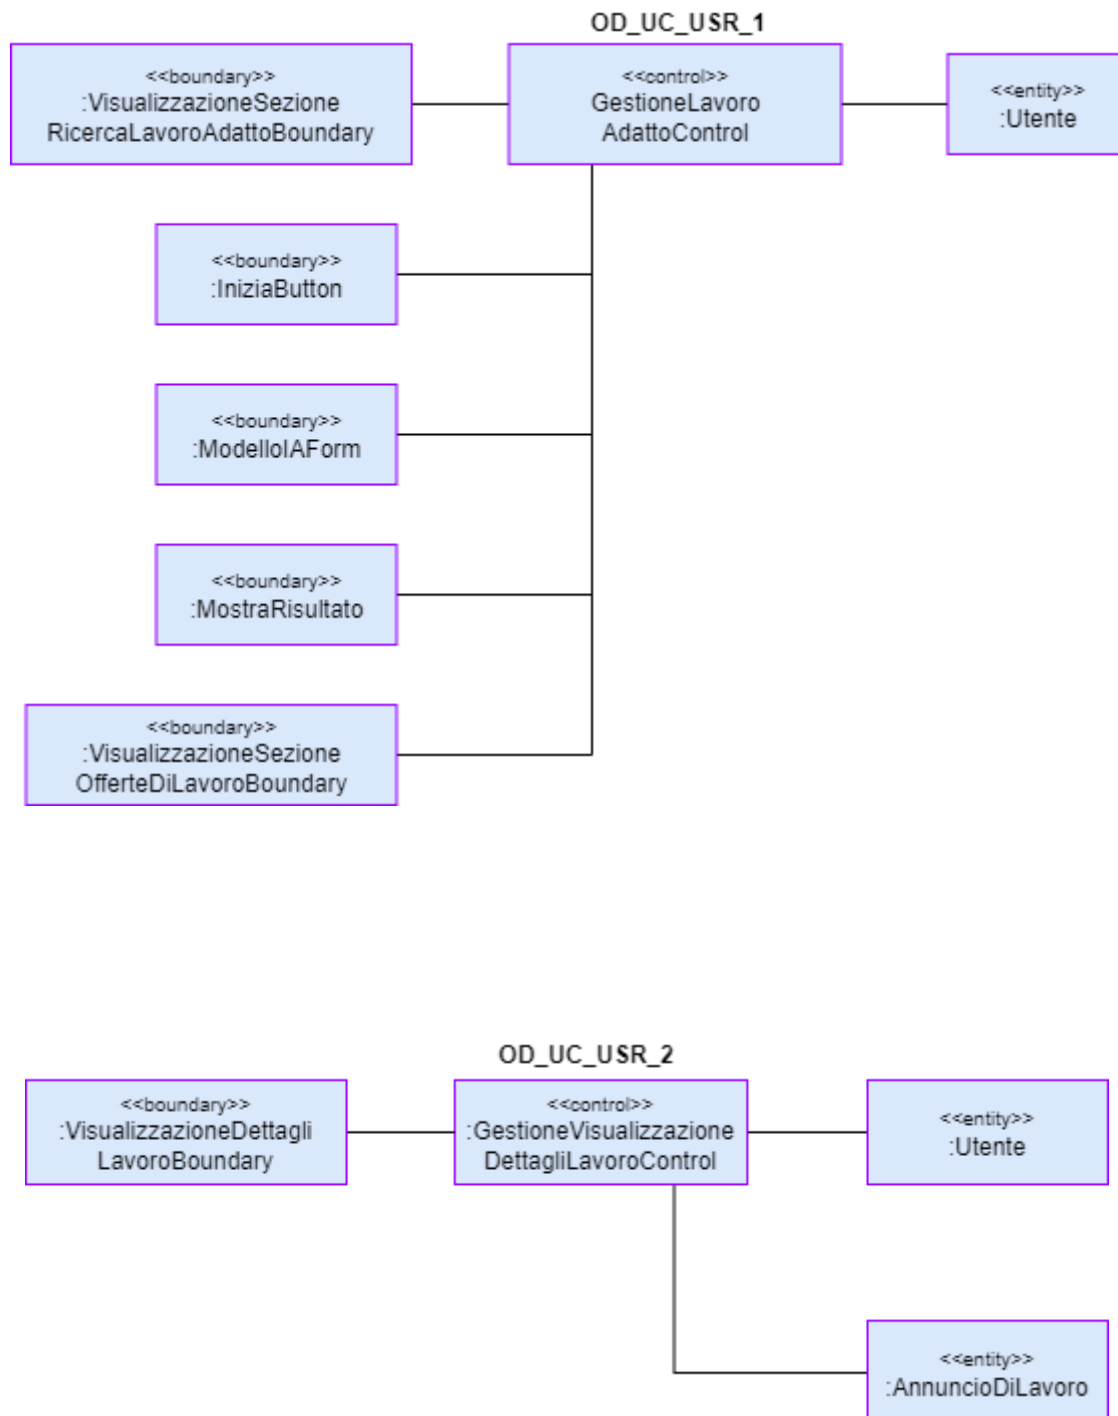 OD_UC_USR_1
<<boundary>>
:VisualizzazioneSezione
RicercaLavoroAdattoBoundary
<<control>>
GestioneLavoro
AdattoControl
<<entity>>
:Utente
<<boundary>>
:IniziaButton
<<boundary>>
:ModelloIAForm
<<boundary>>
:MostraRisultato
<<boundary>>
:VisualizzazioneSezione
OfferteDiLavoroBoundary
OD_UC_USR_2
<<boundary>>
:VisualizzazioneDettagli
LavoroBoundary
<<control>>
:GestioneVisualizzazione
DettagliLavoroControl
<<entity>>
:Utente
<<entity>>
:AnnuncioDiLavoro